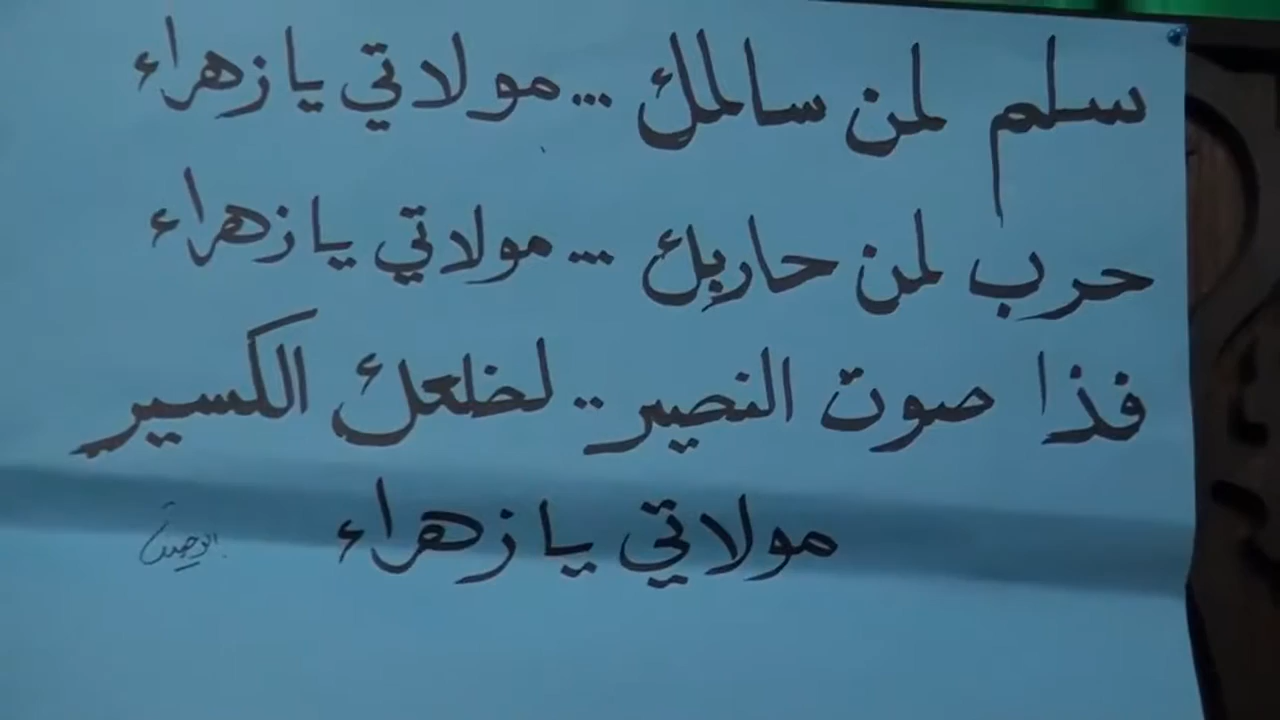 سلم لمن سالمك ... مولاتي يا زهراء
حرب لمن حاربك ... مولاتي يا زهراء
فذا صوت النصير .. لضلعك الكسير
مولاتي يا زهراء